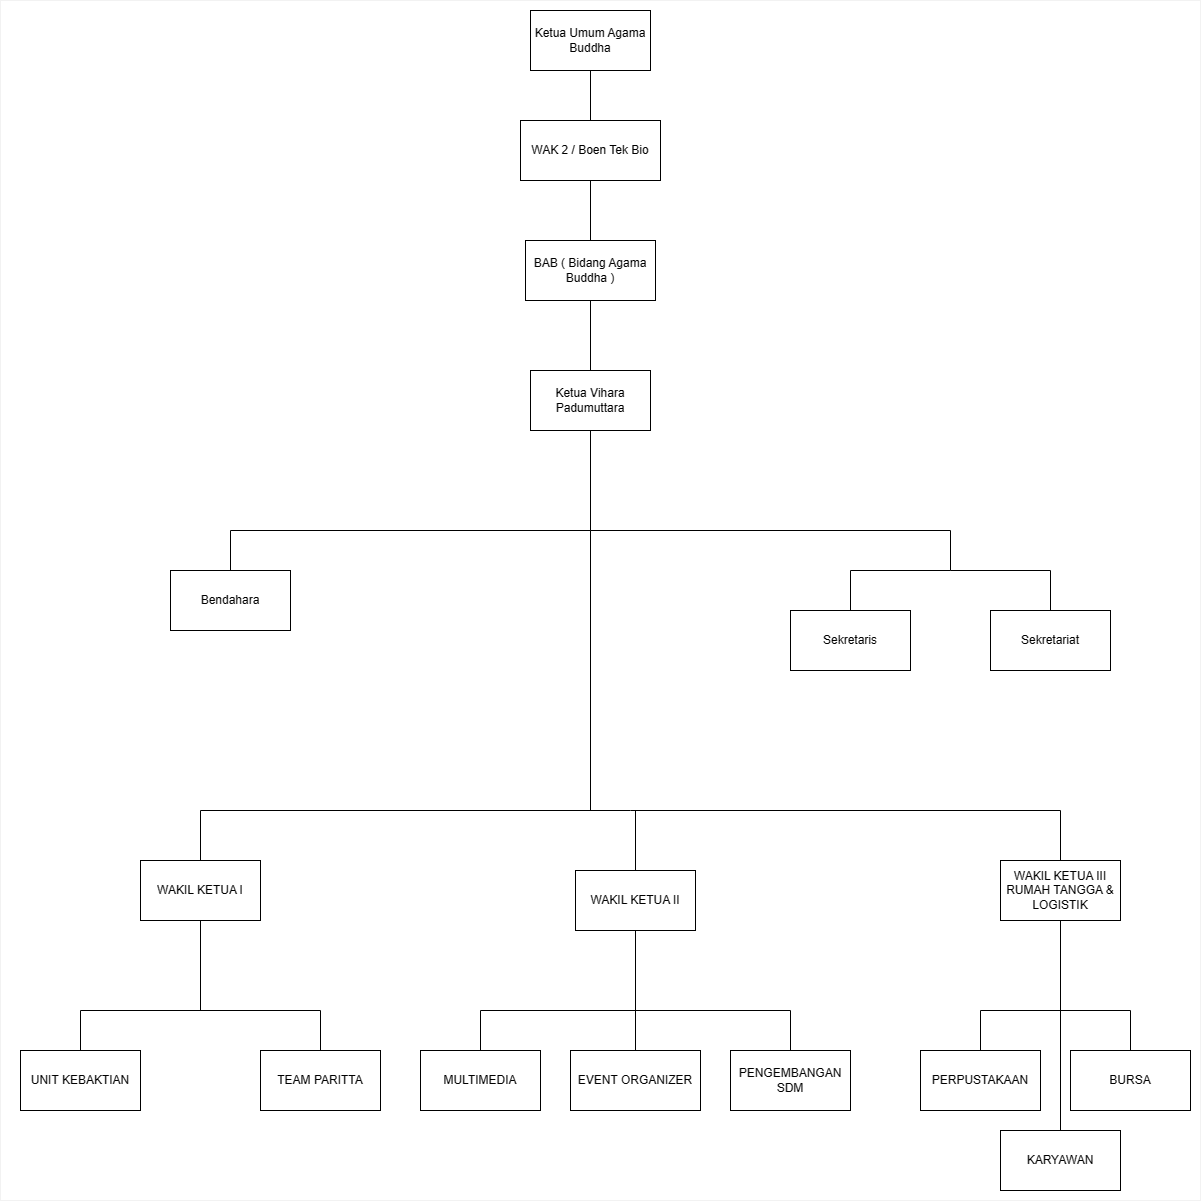 Ketua Umum Agama
Buddha
WAK 2 / Boen Tek Bio
BAB ( Bidang Agama
Buddha )
Ketua Vihara
Padumuttara
Bendahara
Sekretaris
Sekretariat
WAKIL KETUA I
WAKIL KETUA II
WAKIL KETUA III
RUMAH TANGGA &
LOGISTIK
UNIT KEBAKTIAN
TEAM PARITTA
MULTIMEDIA
EVENT ORGANIZER
PENGEMBANGAN
SDM
PERPUSTAKAAN
BURSA
KARYAWAN